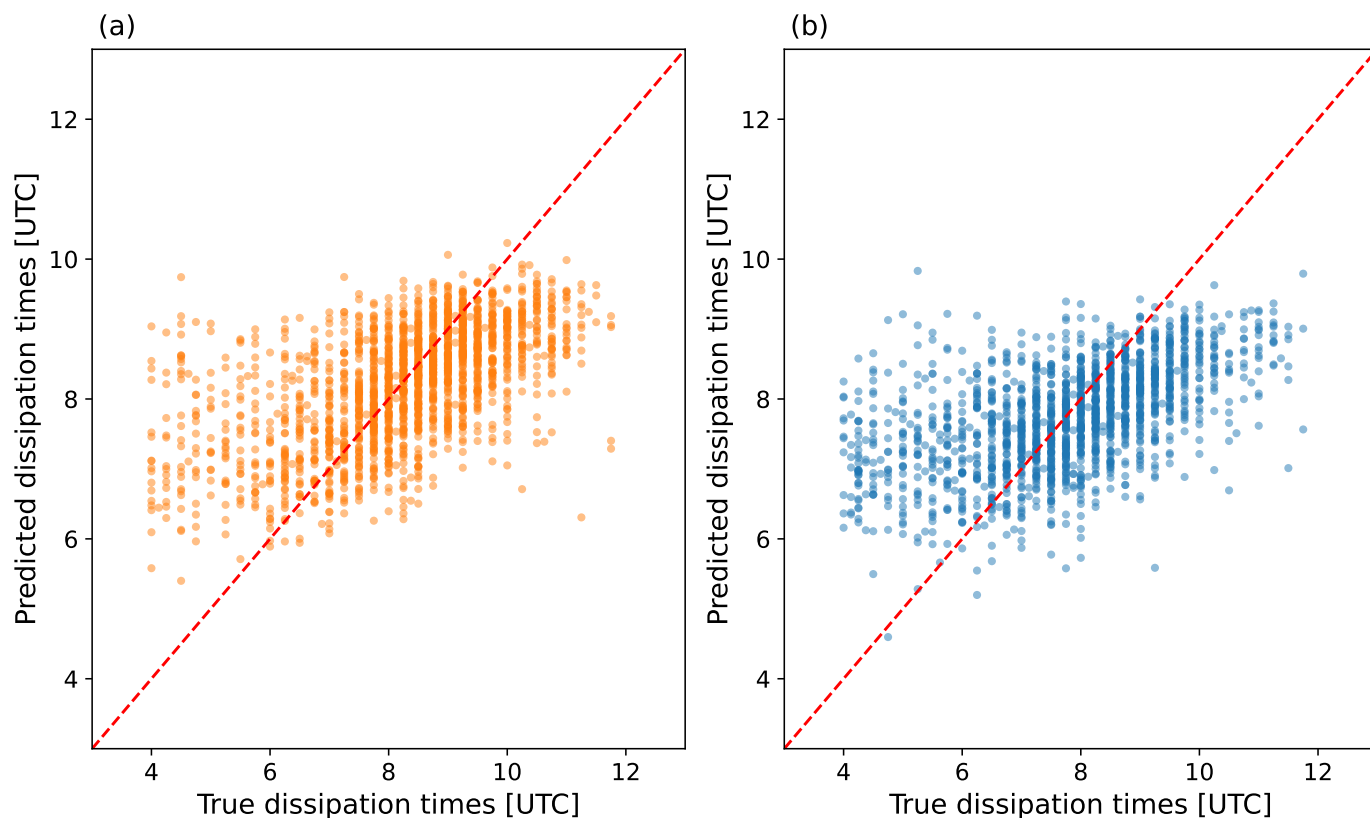 (a)
12
10
8
6
4
4 6 8 10 12
Predicted dissipation times [UTC]
True dissipation times [UTC]
(b)
12
10
8
6
4
4 6 8 10 12
Predicted dissipation times [UTC]
True dissipation times [UTC]